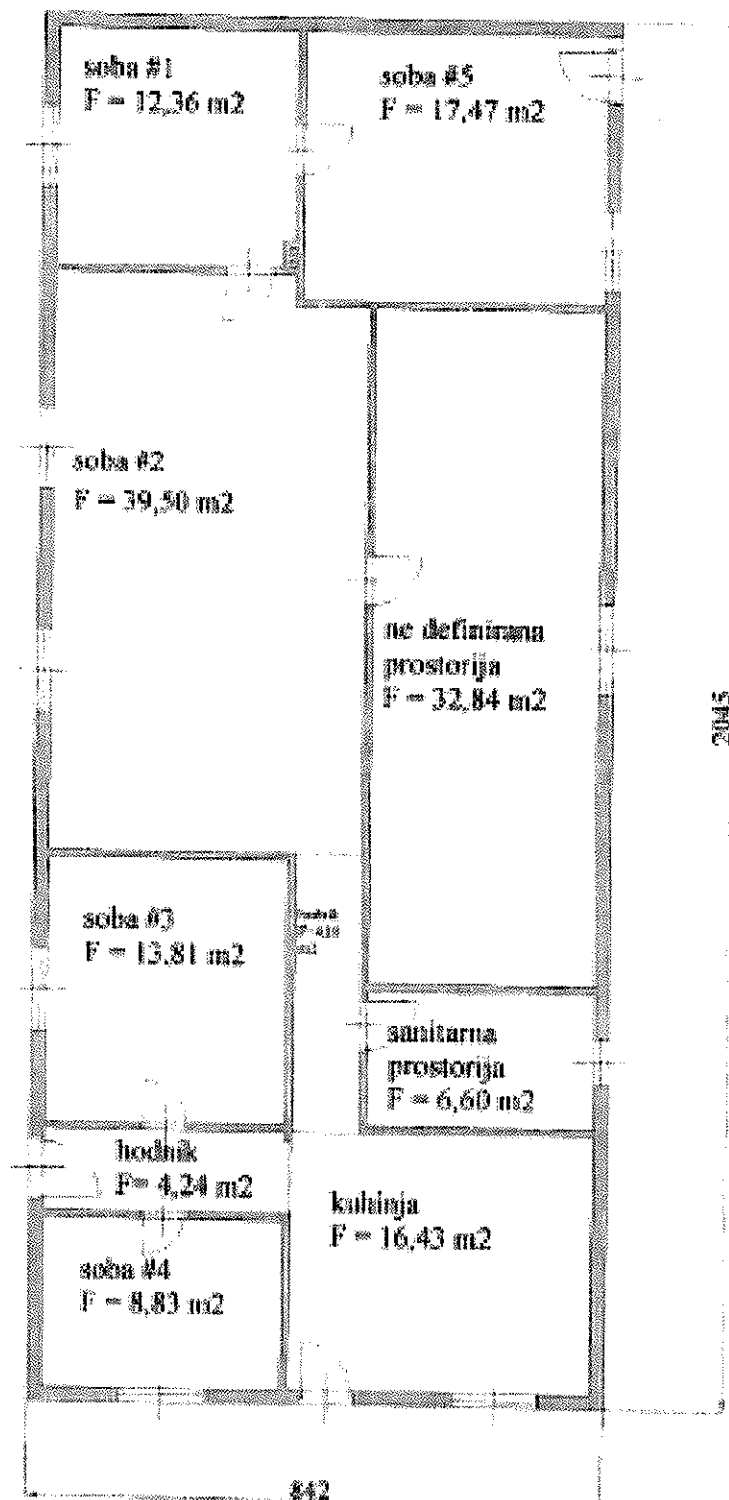 soba #1
F = 12,36 m2
soba #5
F = 17,47 m2
soba #2
F = 39,50 m2
ne definirana
prostorija
F = 32,84 m2
2045
soba #3
F = 13,81 m2
m2
sanitarna
prostorija
F = 6,60 m2
hodnik
F= 4,24 m2
kuhinja
F = 16,43 m2
soba #4
F = 8,83 m2
842